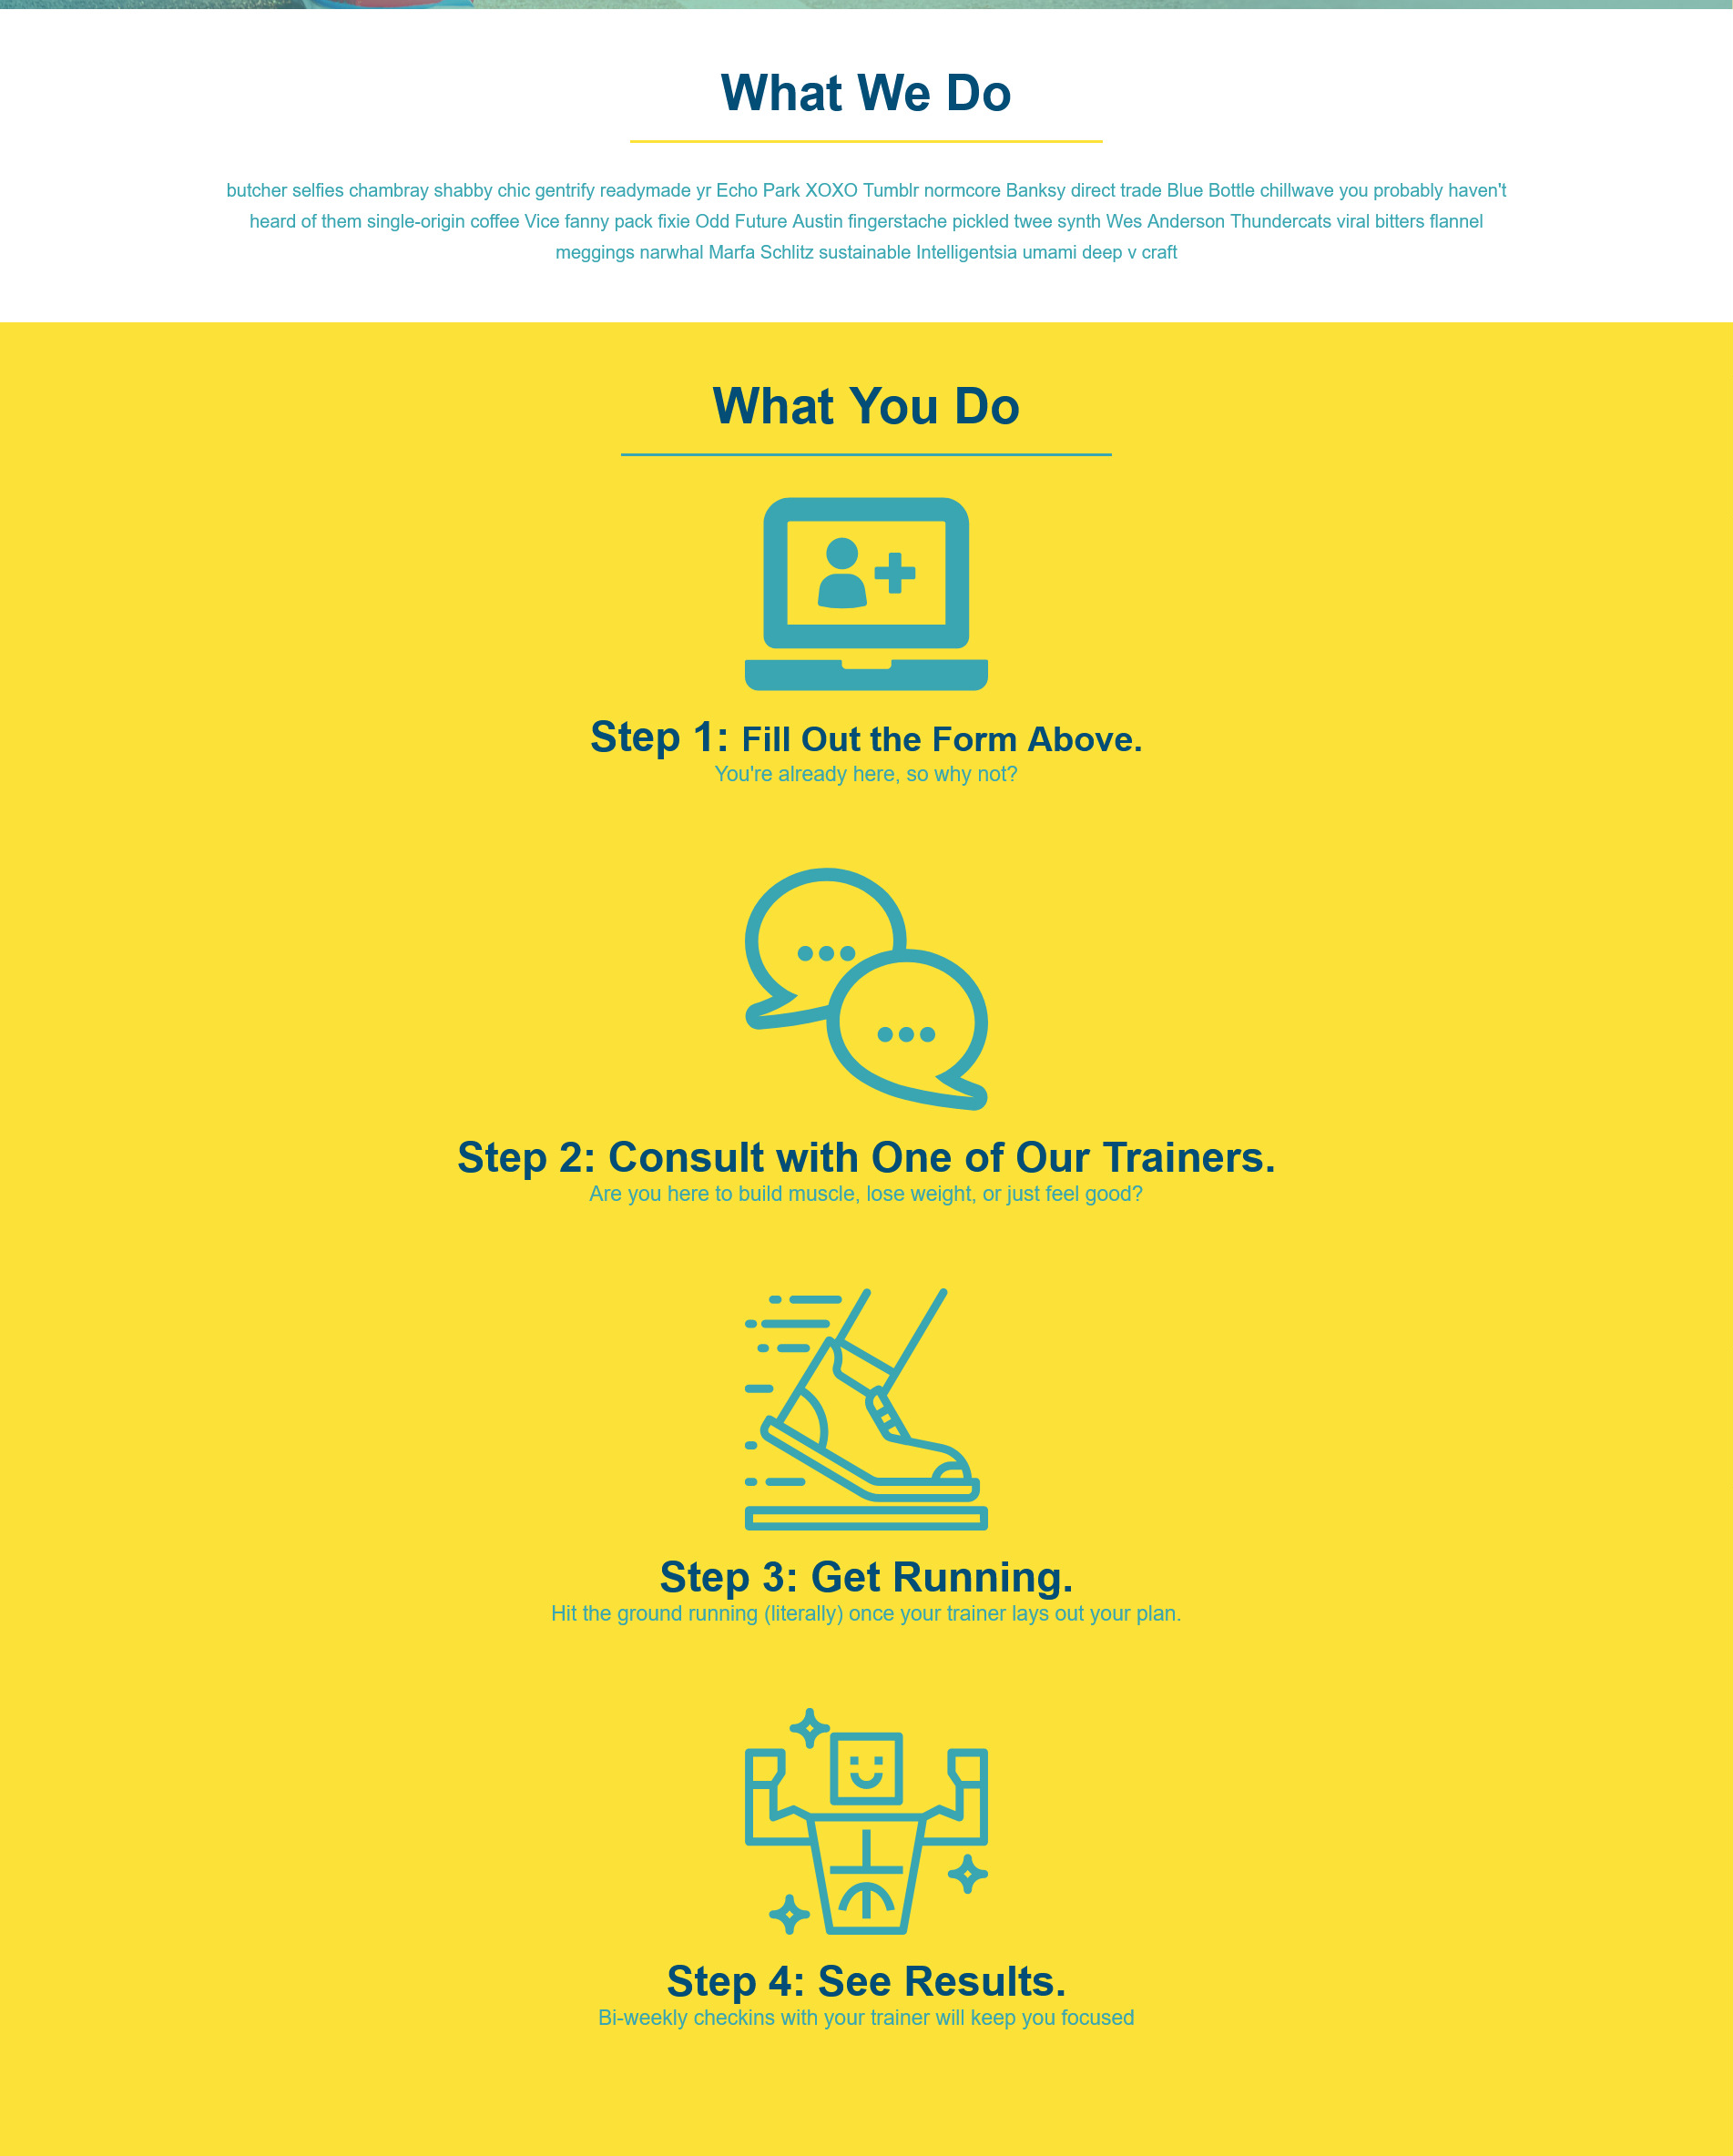 What We Do
butcher selfies chambray shabby chic gentrify readymade yr Echo Park XOXO Tumblr normcore Banksy direct trade Blue Bottle chillwave you probably haven't
heard of them single-origin coffee Vice fanny pack fixie Odd Future Austin fingerstache pickled twee synth Wes Anderson Thundercats viral bitters flannel
meggings narwhal Marfa Schlitz sustainable Intelligentsia umami deep v craft
What You Do
Step 1: Fill Out the Form Above.
You're already here, so why not?
Step 2: Consult with One of Our Trainers.
Are you here to build muscle, lose weight, or just feel good?
Step 3: Get Running.
Hit the ground running (literally) once your trainer lays out your plan.
Step 4: See Results.
Bi-weekly checkins with your trainer will keep you focused